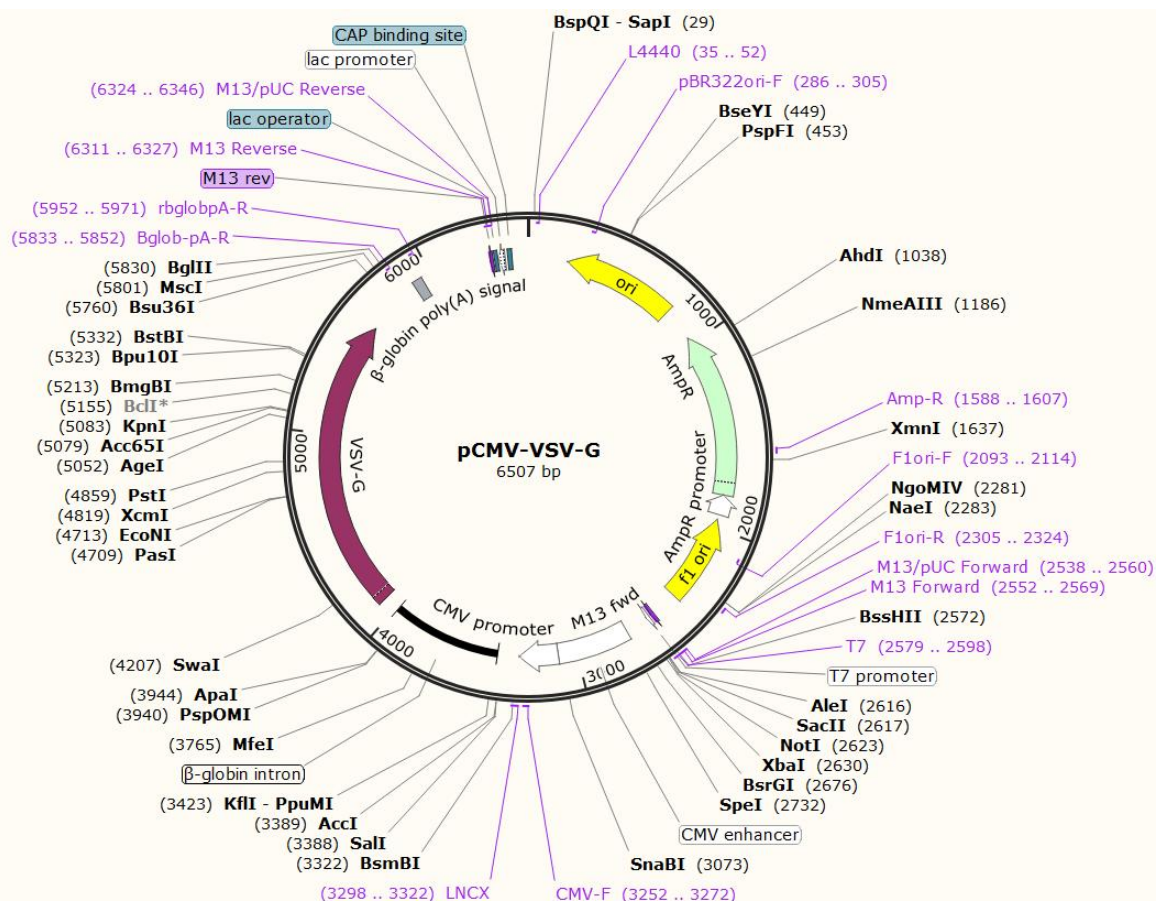 BspQI - SapI (29)
L4440 (35 .. 52)
pBR322ori-F (286 .. 305)
BseYI (449)
PspFI (453)
AhdI (1038)
NmeAIII (1186)
Amp-R (1588 .. 1607)
XmnI (1637)
F1ori-F (2093 .. 2114)
NgoMIV (2281)
NaeI (2283)
F1ori-R (2305 .. 2324)
M13/pUC Forward (2538 .. 2560)
M13 Forward (2552 .. 2569)
BssHII (2572)
T7 (2579 .. 2598)
T7 promoter
AleI (2616)
SacII (2617)
NotI (2623)
XbaI (2630)
BsrGI (2676)
SpeI (2732)
CMV enhancer
SnaBI (3073)
CMV-F (3252 .. 3272)
(3298 .. 3322) LNCX
(3322) BsmBI
(3388) SalI
(3389) AccI
(3423) KflI - PpuMI
β-globin intron
(3765) MfeI
(3940) PspOMI
(3944) ApaI
(4207) SwaI
(4709) PasI
(4713) EcoNI
(4819) XcmI
(4859) PstI
(5052) AgeI
(5079) Acc65I
(5083) KpnI
(5155) BclI*
(5213) BmgBI
(5323) Bpu10I
(5332) BstBI
(5760) Bsu36I
(5801) MscI
(5830) BglII
(5833 .. 5852) Bglob-pA-R
(5952 .. 5971) rbglobpA-R
M13 rev
(6311 .. 6327) M13 Reverse
lac operator
(6324 .. 6346) M13/pUC Reverse
lac promoter
CAP binding site
ori
1000
AmpR
AmpR promoter
2000
f1 ori
M13 fwd
3000
CMV promoter
4000
VSV-G
5000
β-globin poly(A) signal
6000
pCMV-VSV-G
6507 bp